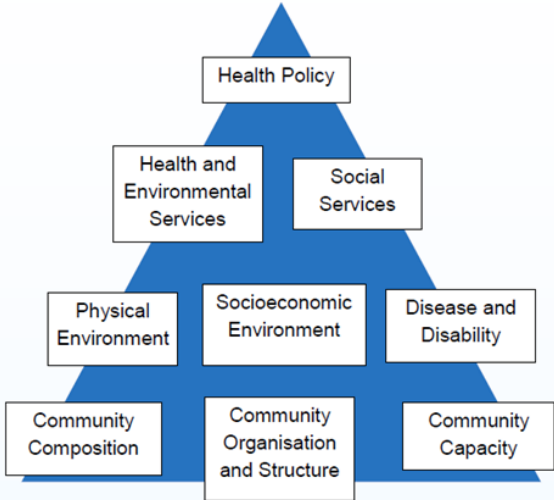 Health Policy
Health and
Environmental
Services
Social
Services
Physical
Environment
Socioeconomic
Environment
Disease and
Disability
Community
Composition
Community
Organisation
and Structure
Community
Capacity